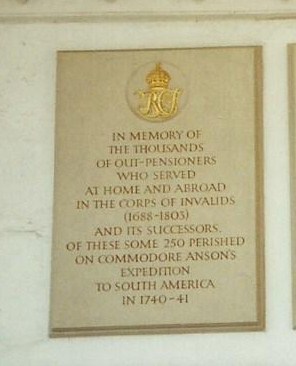 IN MEMORY OF
THE THOUSANDS
OF OUT-PENSIONERS
WHO SERVED
AT HOME AND ABROAD
IN THE CORPS OF INVALIDS
(1688-1803)
AND ITS SUCCESSORS.
OF THESE SOME 250 PERISHED
ON COMMODORE ANSON'S
EXPEDITION
TO SOUTH AMERICA
IN 1740-41